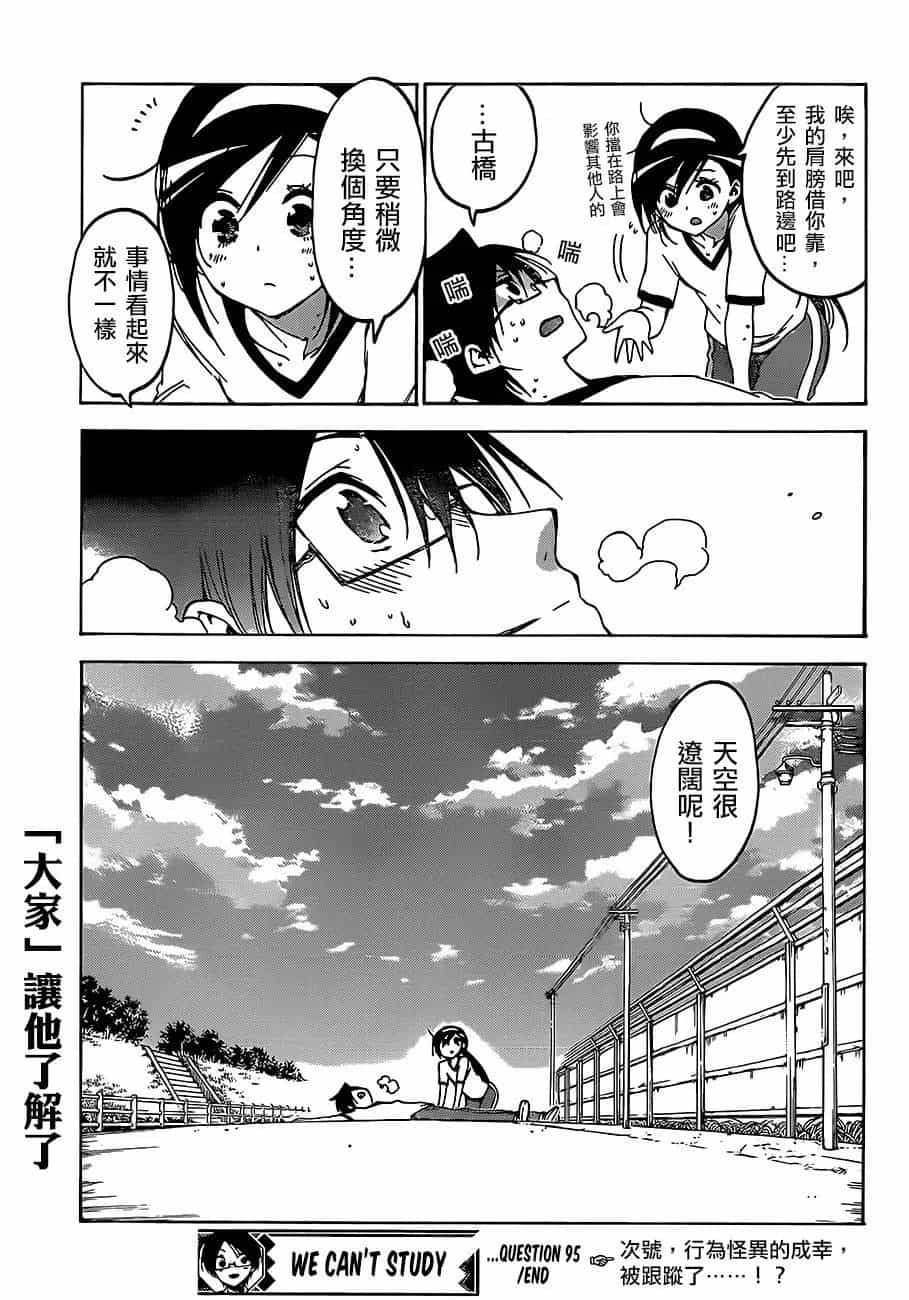 唉，來吧，
我的肩膀借你靠，
至少先到路邊吧…
你擋在路上會
影響其他人的
…古橋
喘
喘
喘
只要稍微
換個角度…
事情看起來
就不一樣
天空很
遼闊呢！
「大家」讓他了解了
WE CAN'T STUDY
...QUESTION 95
/END
☞次號，行為怪異的成幸，
被跟蹤了……！？